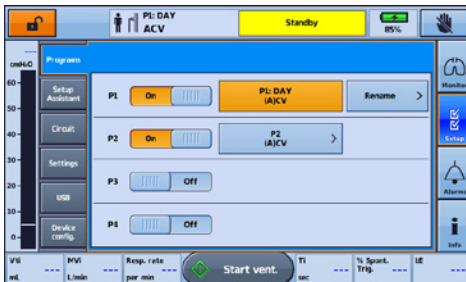 P1: DAY
ACV
Standby
85%
cmH2O
60-
50-
40-
30-
20-
10-
0-
Programs
Setup
Assistant
Circuit
Settings
USB
Device
config.
P1
On
P1: DAY
(A)CV
Rename >
P2
On
P2
(A)CV
>
P3
Off
P4
Off
Monitor
Setup
Alarms
Info
Vti
---
mL
MVi
---
L/min
Resp. rate
---
per min
Start vent.
Ti
---
sec
% Spont.
Trig.
---
---